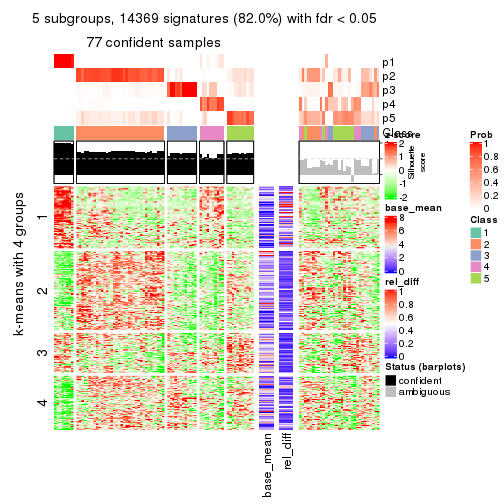 5 subgroups, 14369 signatures (82.0%) with fdr < 0.05
77 confident samples
p1
p2
p3
p4
p5
Class
z-score
2
1
0
-1
-2
Silhouette
score
Prob
1
0.8
0.6
0.4
0.2
0
base_mean
8
6
4
2
0
Class
1
2
3
4
5
rel_diff
1
0.8
0.6
0.4
0.2
0
Status (barplots)
confident
ambiguous
k-means with 4 groups
1
2
3
4
base_mean
rel_diff